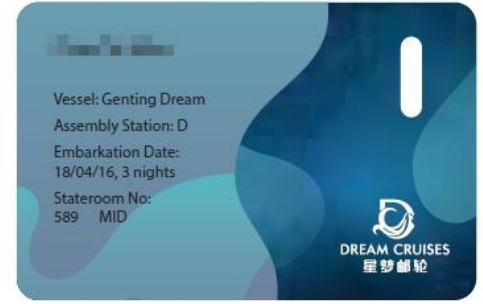 Vessel: Genting Dream
Assembly Station: D
Embarkation Date:
18/04/16, 3 nights
Stateroom No:
589 MID
DREAM CRUISES
星梦邮轮